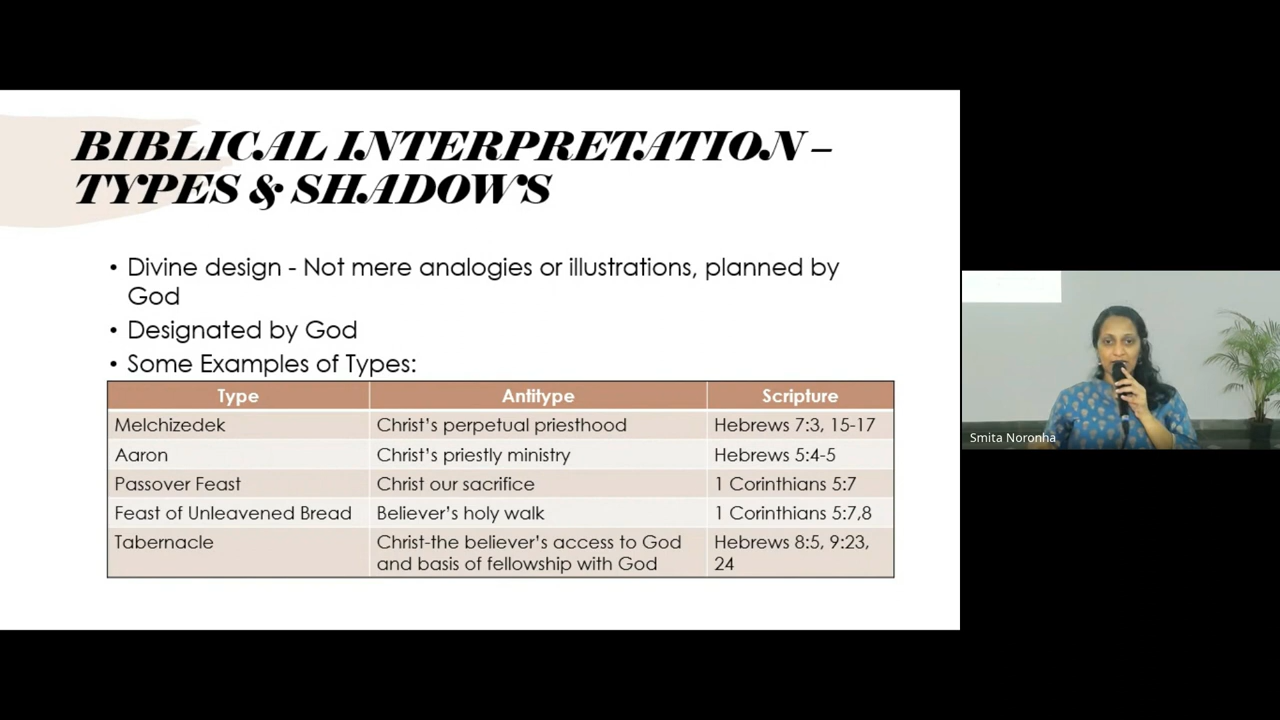 BIBLICAL INTERPRETATION –
TYPES & SHADOWS
• Divine design - Not mere analogies or illustrations, planned by
God
• Designated by God
• Some Examples of Types:
Type Antitype Scripture
Melchizedek Christ's perpetual priesthood Hebrews 7:3, 15-17
Aaron Christ's priestly ministry Hebrews 5:4-5
Passover Feast Christ our sacrifice 1 Corinthians 5:7
Feast of Unleavened Bread Believer's holy walk 1 Corinthians 5:7,8
Tabernacle Christ-the believer's access to God Hebrews 8:5, 9:23,
and basis of fellowship with God 24
Smita Noronha